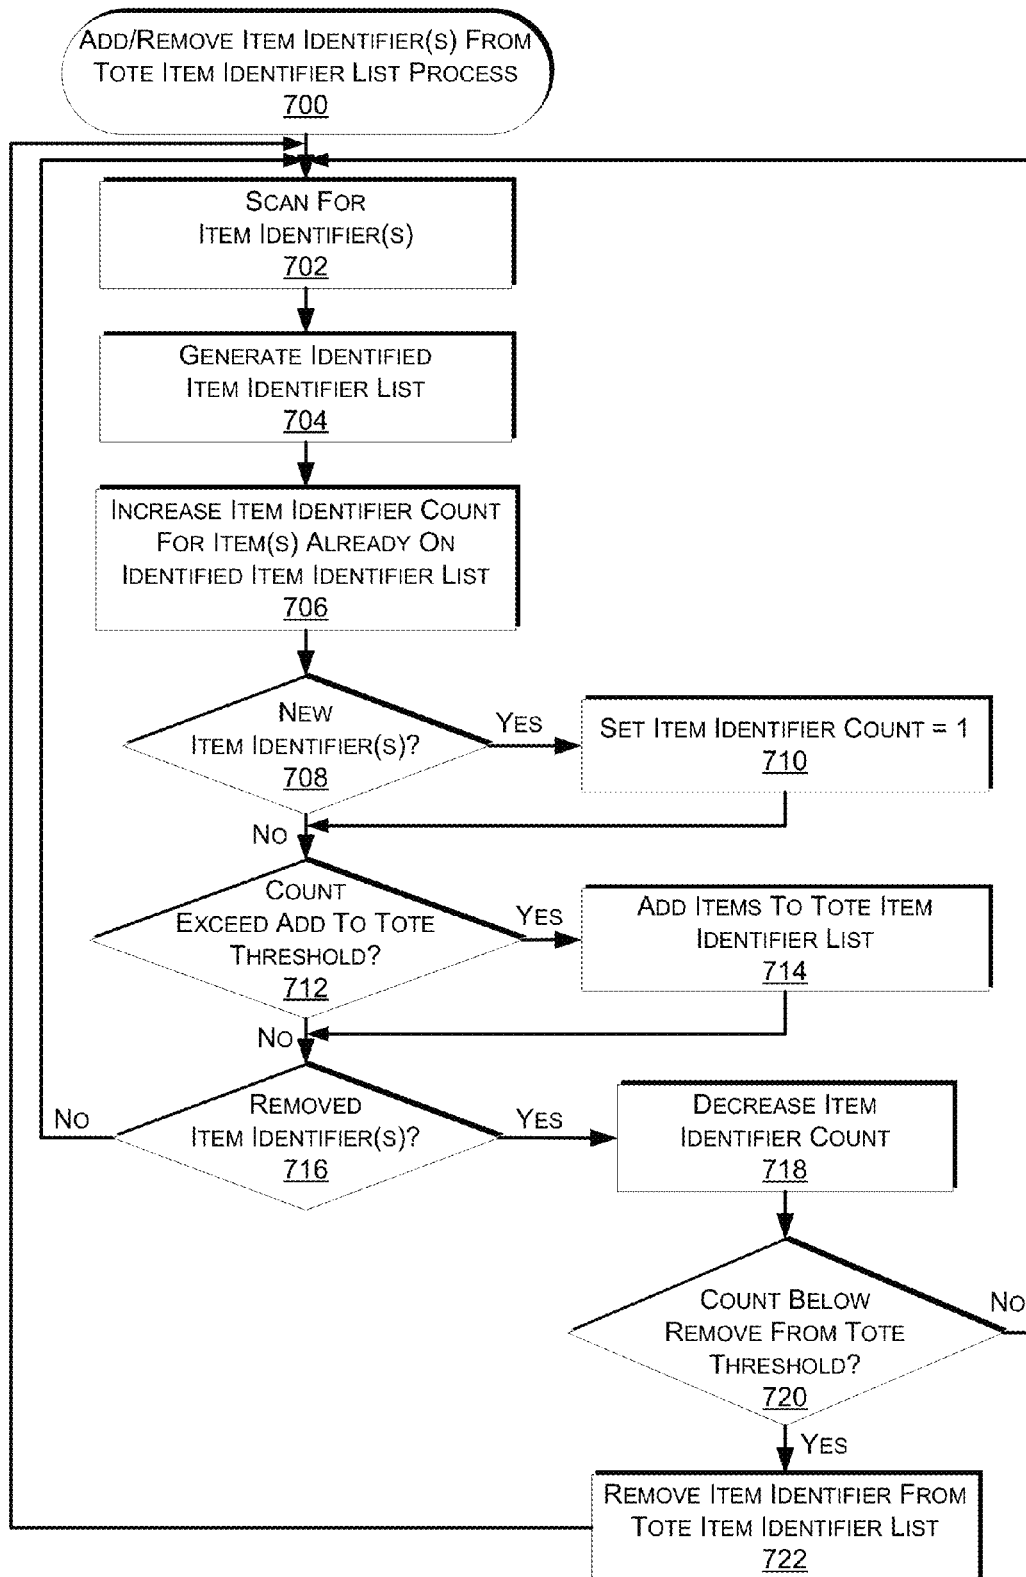 ADD/REMOVE ITEM IDENTIFIER(S) FROM
TOTE ITEM IDENTIFIER LIST PROCESS
700
SCAN FOR
ITEM IDENTIFIER(S)
702
GENERATE IDENTIFIED
ITEM IDENTIFIER LIST
704
INCREASE ITEM IDENTIFIER COUNT
FOR ITEM(S) ALREADY ON
IDENTIFIED ITEM IDENTIFIER LIST
706
NEW
ITEM IDENTIFIER(S)?
708
YES
SET ITEM IDENTIFIER COUNT = 1
710
NO
COUNT
EXCEED ADD TO TOTE
THRESHOLD?
712
YES
ADD ITEMS TO TOTE ITEM
IDENTIFIER LIST
714
NO
REMOVED
ITEM IDENTIFIER(S)?
716
NO
YES
DECREASE ITEM
IDENTIFIER COUNT
718
COUNT BELOW
REMOVE FROM TOTE
THRESHOLD?
720
NO
YES
REMOVE ITEM IDENTIFIER FROM
TOTE ITEM IDENTIFIER LIST
722